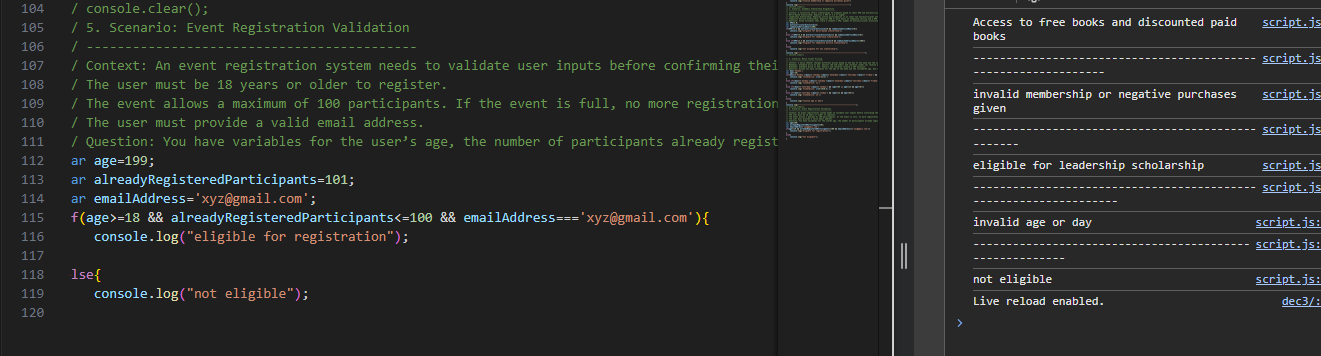 104 / console.clear();
105 / 5. Scenario: Event Registration Validation
106 / --------------------------------------------
107 / Context: An event registration system needs to validate user inputs before confirming thei
108 / The user must be 18 years or older to register.
109 / The event allows a maximum of 100 participants. If the event is full, no more registration
110 / The user must provide a valid email address.
111 / Question: You have variables for the user’s age, the number of participants already regist
112 ar age=199;
113 ar alreadyRegisteredParticipants=101;
114 ar emailAddress='xyz@gmail.com';
115 f(age>=18 && alreadyRegisteredParticipants<=100 && emailAddress==='xyz@gmail.com'){
116 console.log("eligible for registration");
117
118 lse{
119 console.log("not eligible");
120
Access to free books and discounted paid script.js
books
------------------------------------------- script.js
--------------------
invalid membership or negative purchases script.js
given
------------------------------------------- script.js
-------
eligible for leadership scholarship script.js
------------------------------------------- script.js
----------------------
invalid age or day script.js:
------------------------------------------ script.js:
--------------
not eligible script.js:
Live reload enabled. dec3/: